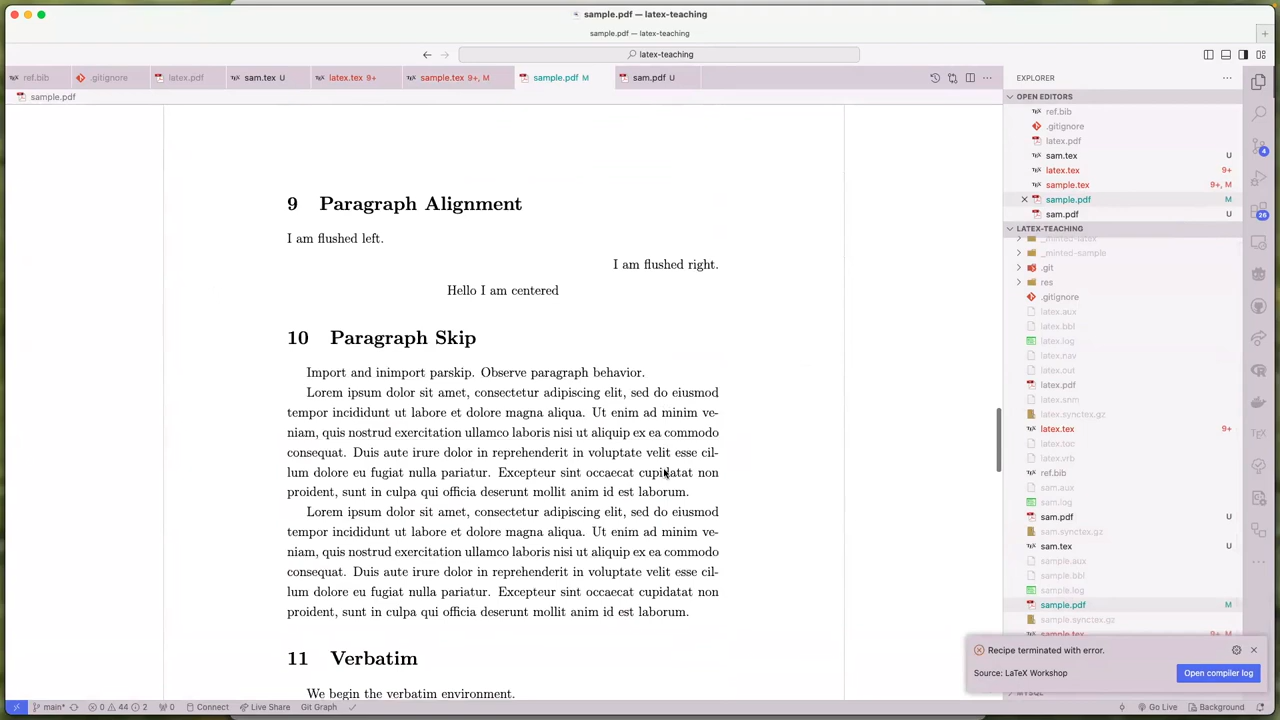 sample.pdf — latex-teaching
sample.pdf — latex-teaching
latex-teaching
ref.bib
.gitignore
latex.pdf
sam.tex U
latex.tex 9+
sample.tex 9+, M
sample.pdf M
sam.pdf U
sample.pdf
9 Paragraph Alignment
I am flushed left.
I am flushed right.
Hello I am centered
10 Paragraph Skip
Import and inimport parskip. Observe paragraph behavior.
Lorem ipsum dolor sit amet, consectetur adipiscing elit, sed do eiusmod
tempor incididunt ut labore et dolore magna aliqua. Ut enim ad minim ve-
niam, quis nostrud exercitation ullamco laboris nisi ut aliquip ex ea commodo
consequat. Duis aute irure dolor in reprehenderit in voluptate velit esse cil-
lum dolore eu fugiat nulla pariatur. Excepteur sint occaecat cupidatat non
proident, sunt in culpa qui officia deserunt mollit anim id est laborum.
Lorem ipsum dolor sit amet, consectetur adipiscing elit, sed do eiusmod
tempor incididunt ut labore et dolore magna aliqua. Ut enim ad minim ve-
niam, quis nostrud exercitation ullamco laboris nisi ut aliquip ex ea commodo
consequat. Duis aute irure dolor in reprehenderit in voluptate velit esse cil-
lum dolore eu fugiat nulla pariatur. Excepteur sint occaecat cupidatat non
proident, sunt in culpa qui officia deserunt mollit anim id est laborum.
11 Verbatim
We begin the verbatim environment.
EXPLORER
OPEN EDITORS
ref.bib
.gitignore
latex.pdf
sam.tex U
latex.tex 9+
sample.tex 9+, M
sample.pdf M
sam.pdf U
LATEX-TEACHING
_minted-latex
_minted-sample
.git
res
.gitignore
latex.aux
latex.bbl
latex.log
latex.nav
latex.out
latex.pdf
latex.snm
latex.synctex.gz
latex.tex 9+
latex.toc
latex.vrb
ref.bib
sam.aux
sam.log
sam.pdf U
sam.synctex.gz
sam.tex U
sample.aux
sample.bbl
sample.log
sample.pdf M
sample.synctex.gz
sample.tex 9+, M
4
26
Recipe terminated with error.
Source: LaTeX Workshop
Open compiler log
MYSQL
main*
0 44 2
0
Connect
Live Share
Git Graph
Go Live
Background